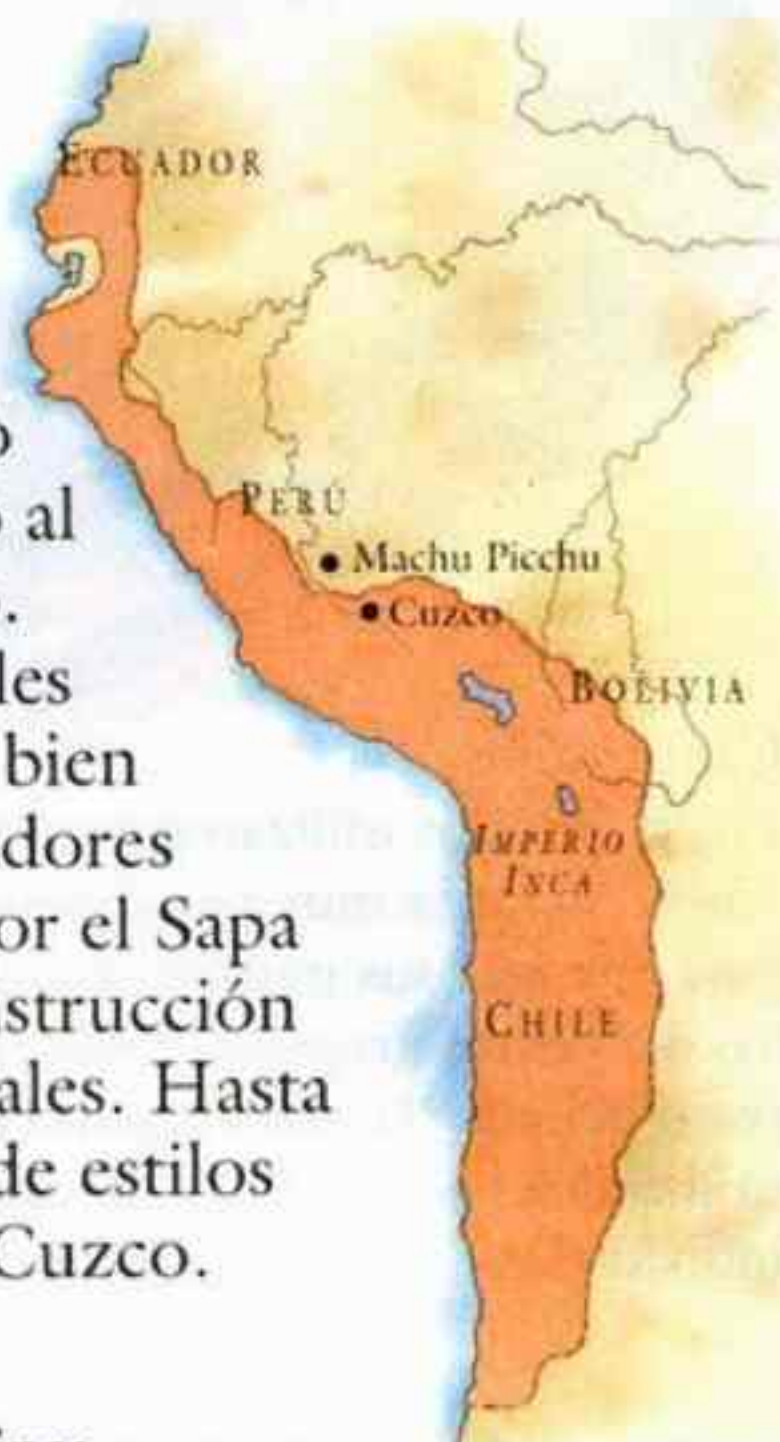 ECUADOR
al
PERÚ
Machu Picchu
Cuzco
les
BOLIVIA
bien
dores
IMPERIO
INCA
or el Sapa
strucción
CHILE
ales. Hasta
de estilos
Cuzco.